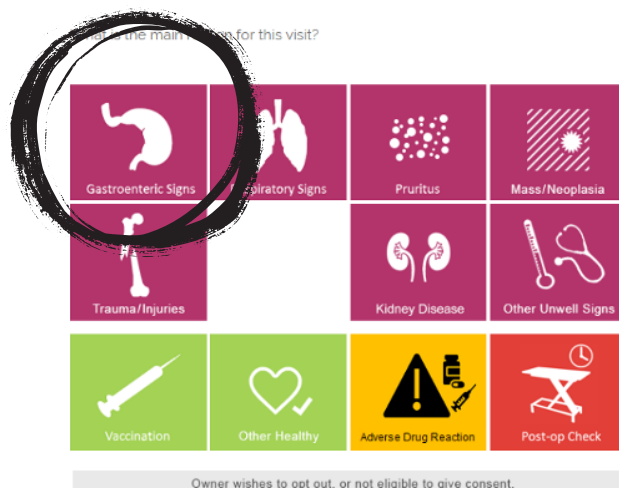 What is the main reason for this visit?
Gastroenteric Signs
Respiratory Signs
Pruritus
Mass/Neoplasia
Trauma/Injuries
Kidney Disease
Other Unwell Signs
Vaccination
Other Healthy
Adverse Drug Reaction
Post-op Check
Owner wishes to opt out, or not eligible to give consent.